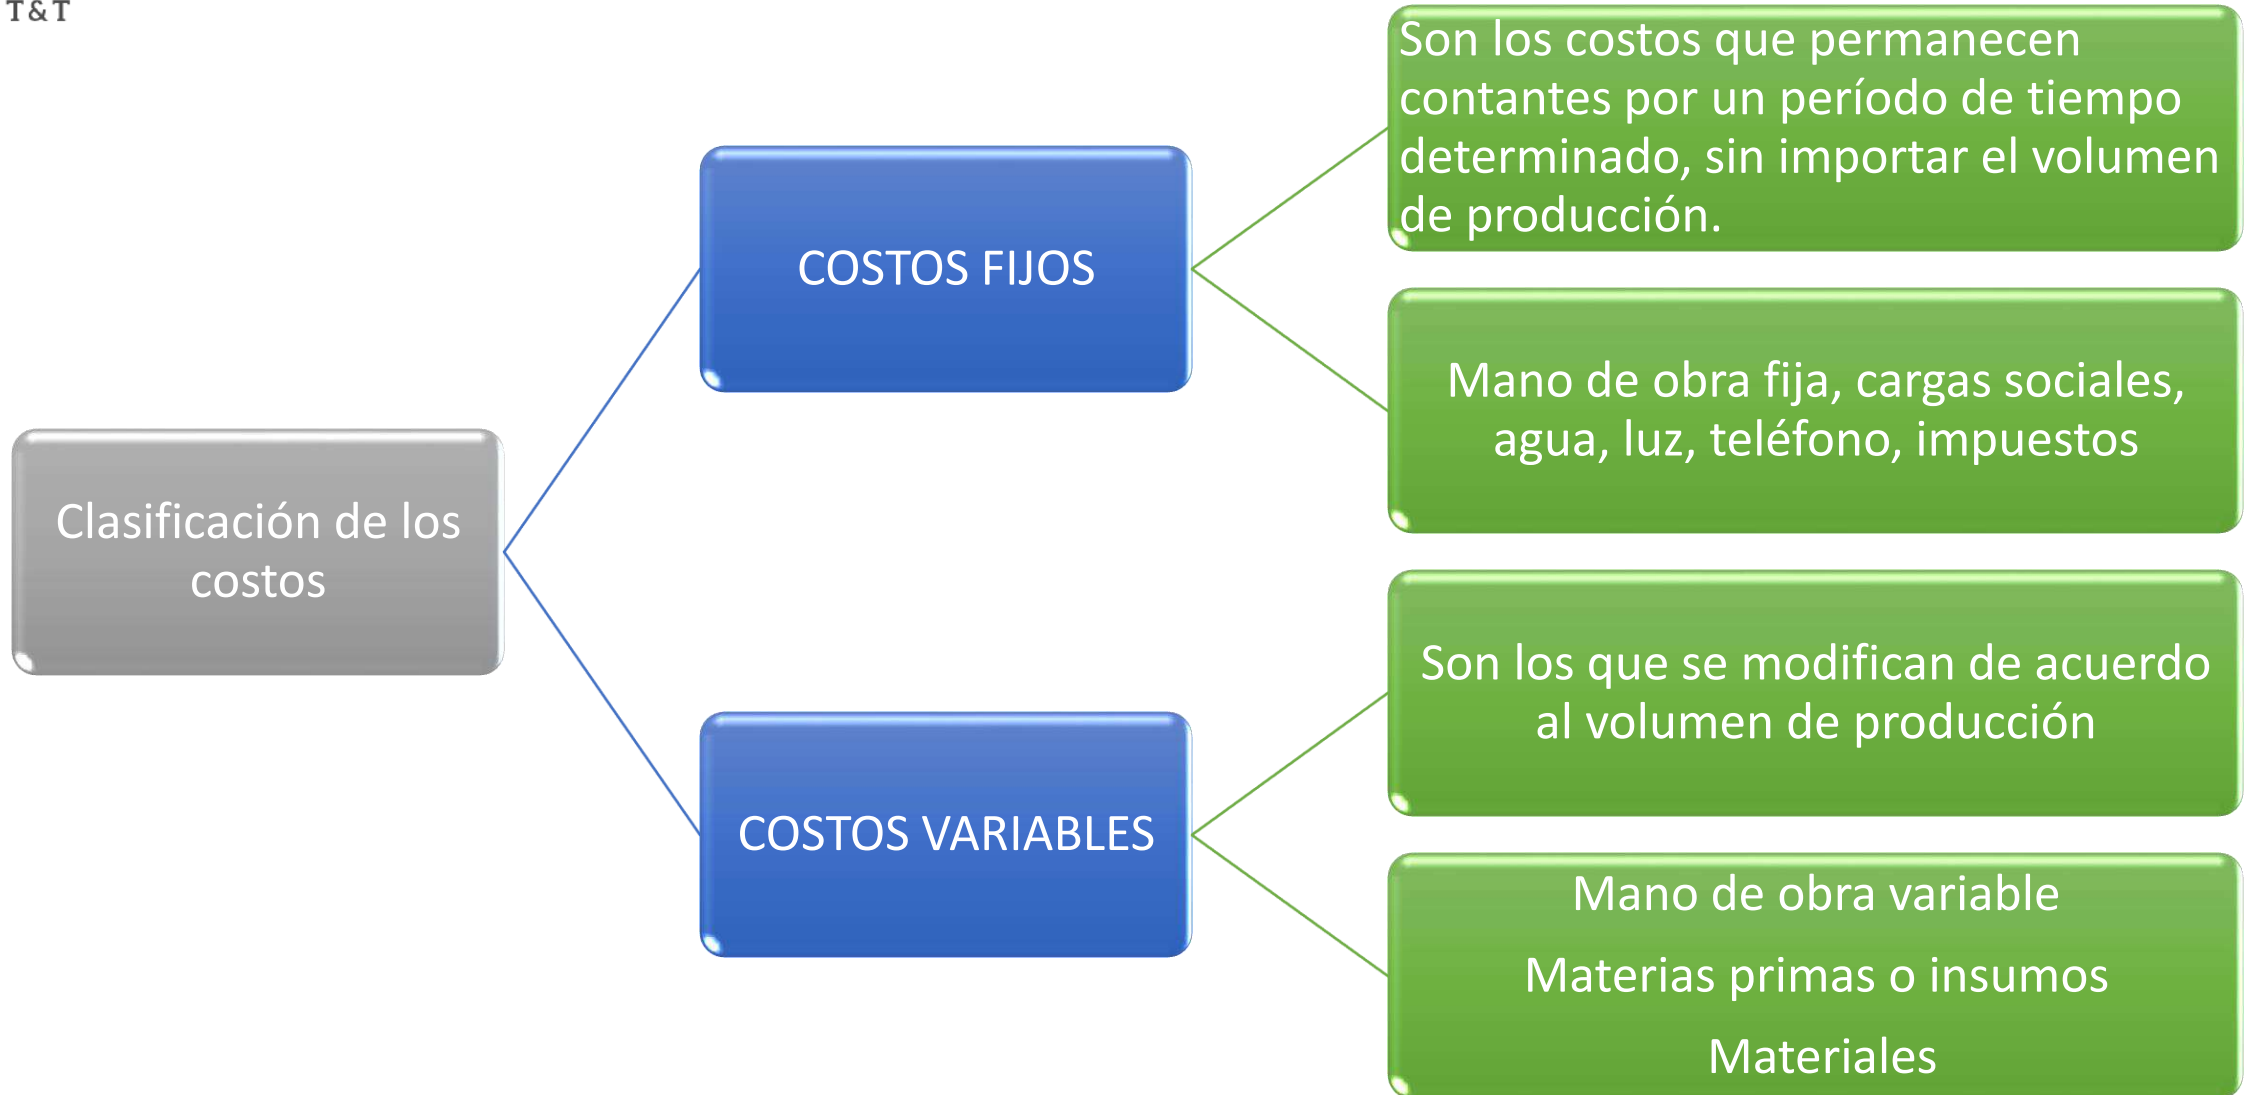 T&T
Son los costos que permanecen
contantes por un período de tiempo
determinado, sin importar el volumen
de producción.
COSTOS FIJOS
Mano de obra fija, cargas sociales,
agua, luz, teléfono, impuestos
Clasificación de los
costos
Son los que se modifican de acuerdo
al volumen de producción
COSTOS VARIABLES
Mano de obra variable
Materias primas o insumos
Materiales